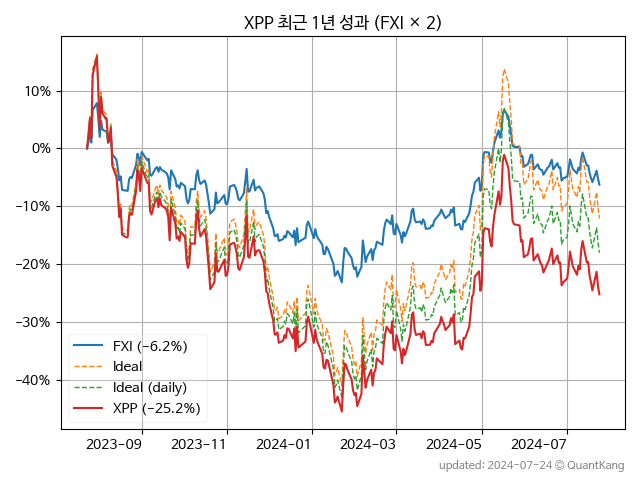 XPP 최근 1년 성과 (FXI × 2)
10%
0%
−10%
−20%
−30%
−40%
FXI (−6.2%)
Ideal
Ideal (daily)
XPP (−25.2%)
2023−09 2023−11 2024−01 2024−03 2024−05 2024−07
updated: 2024−07−24 © QuantKang